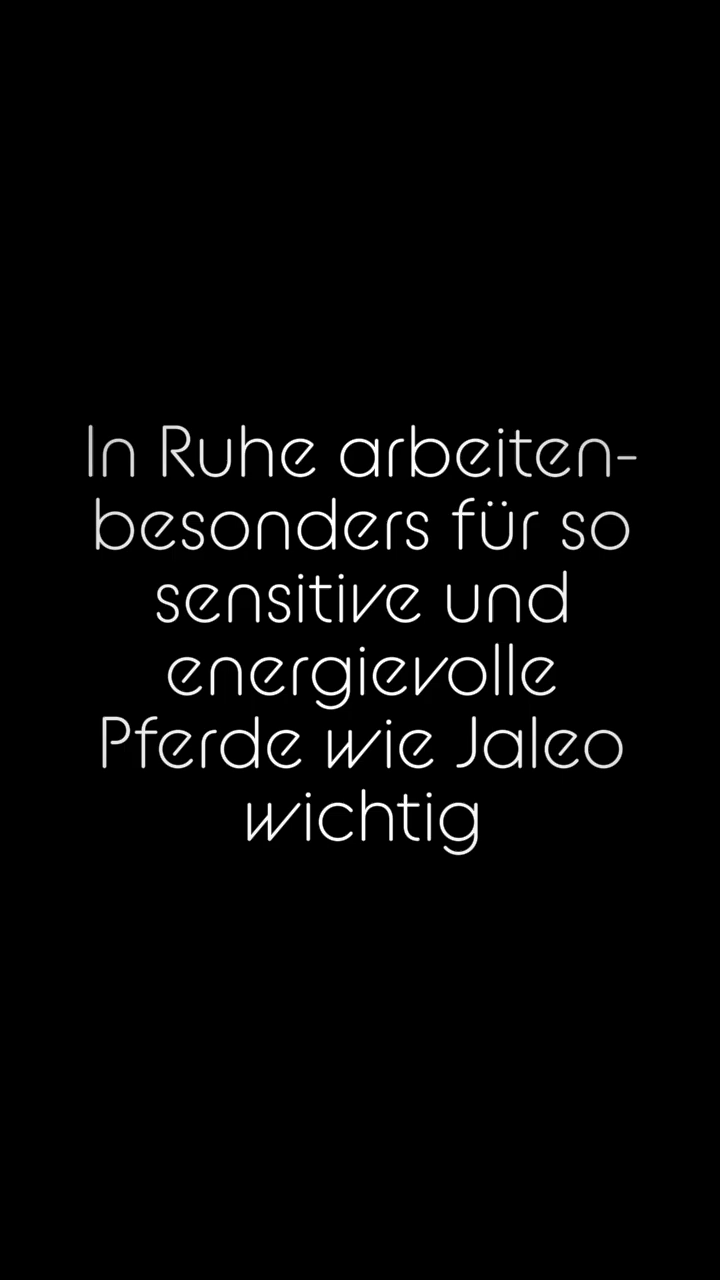 In Ruhe arbeiten-
besonders für so
sensitive und
energievolle
Pferde wie Jaleo
wichtig